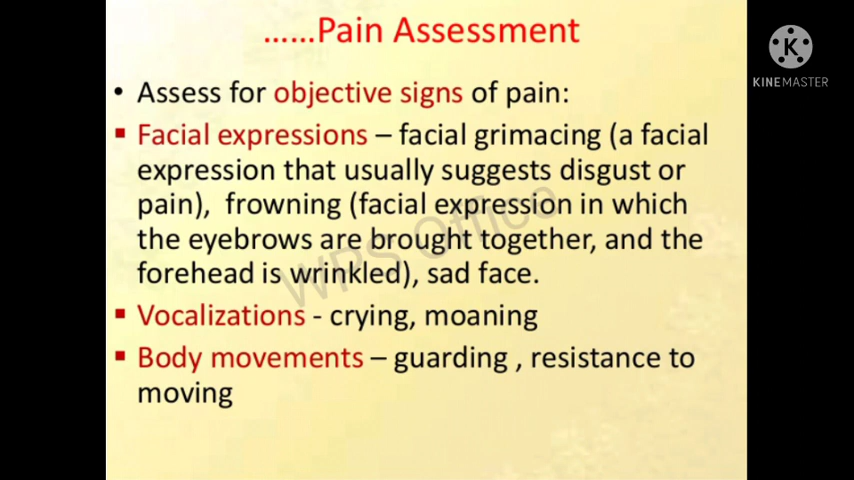 ……Pain Assessment
K
KINEMASTER
• Assess for objective signs of pain:
▪ Facial expressions – facial grimacing (a facial
expression that usually suggests disgust or
pain), frowning (facial expression in which
the eyebrows are brought together, and the
forehead is wrinkled), sad face.
WPS Office
▪ Vocalizations - crying, moaning
▪ Body movements – guarding , resistance to
moving